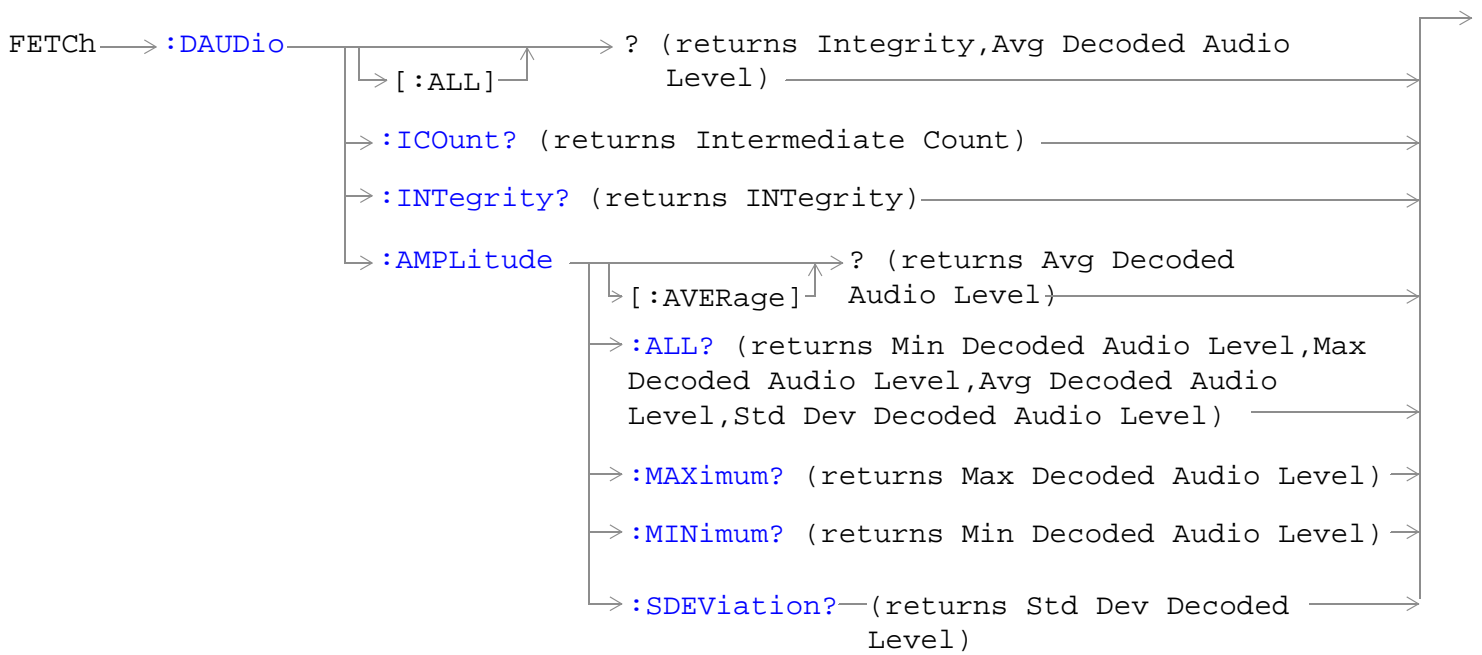 FETCh :DAUDio ? (returns Integrity,Avg Decoded Audio
[:ALL] Level)
:ICOunt? (returns Intermediate Count)
:INTegrity? (returns INTegrity)
:AMPLitude ? (returns Avg Decoded
[:AVERage] Audio Level)
:ALL? (returns Min Decoded Audio Level,Max
Decoded Audio Level,Avg Decoded Audio
Level,Std Dev Decoded Audio Level)
:MAXimum? (returns Max Decoded Audio Level)
:MINimum? (returns Min Decoded Audio Level)
:SDEViation? (returns Std Dev Decoded
Level)